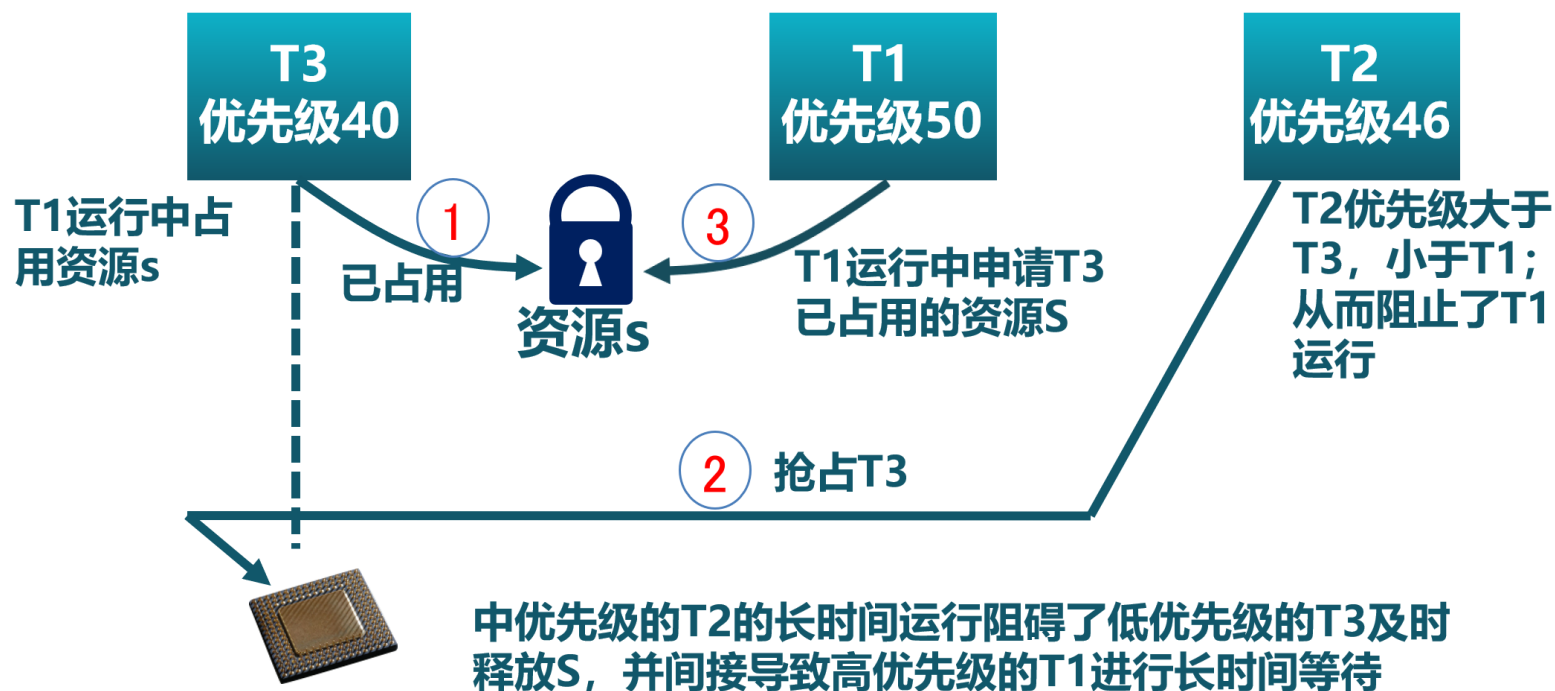 T3
优先级40
T1
优先级50
T2
优先级46
T1运行中占
用资源s
1
已占用
资源s
3
T1运行中申请T3
已占用的资源S
T2优先级大于
T3，小于T1；
从而阻止了T1
运行
2
抢占T3
中优先级的T2的长时间运行阻碍了低优先级的T3及时
释放S，并间接导致高优先级的T1进行长时间等待